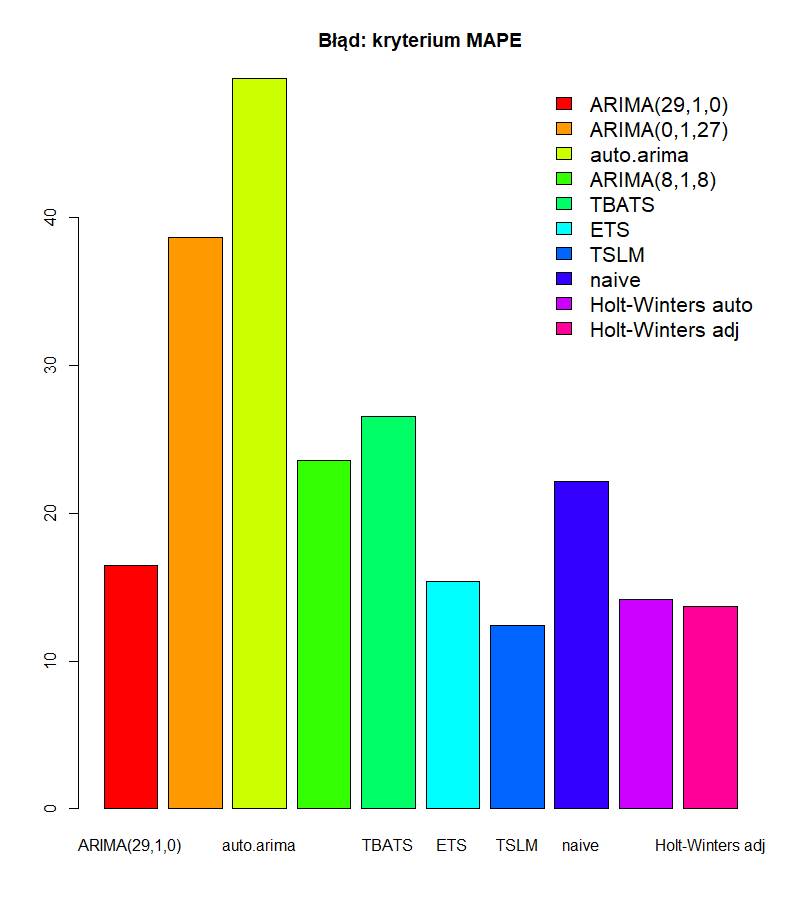 Błąd: kryterium MAPE
ARIMA(29,1,0)
ARIMA(0,1,27)
auto.arima
ARIMA(8,1,8)
TBATS
ETS
TSLM
naive
Holt-Winters auto
Holt-Winters adj
40
30
20
10
0
ARIMA(29,1,0) auto.arima TBATS ETS TSLM naive Holt-Winters adj